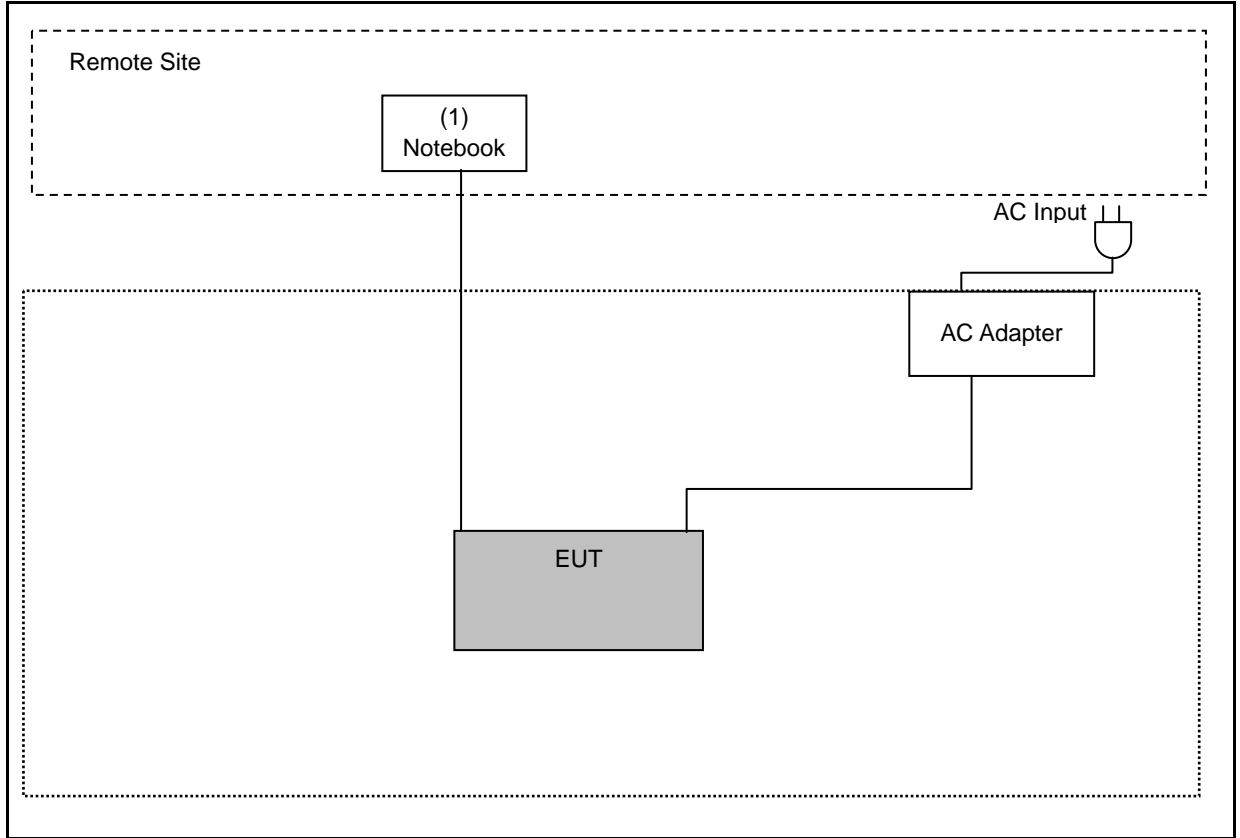 Remote Site
(1)
Notebook
AC Input
AC Adapter
EUT